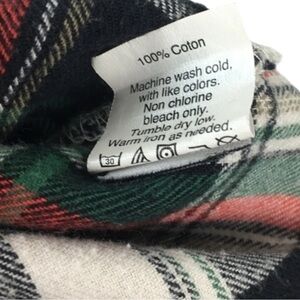 100% Coton
Machine wash cold.
with like colors.
Non chlorine
bleach only.
Tumble dry low.
Warm iron as needed.
30